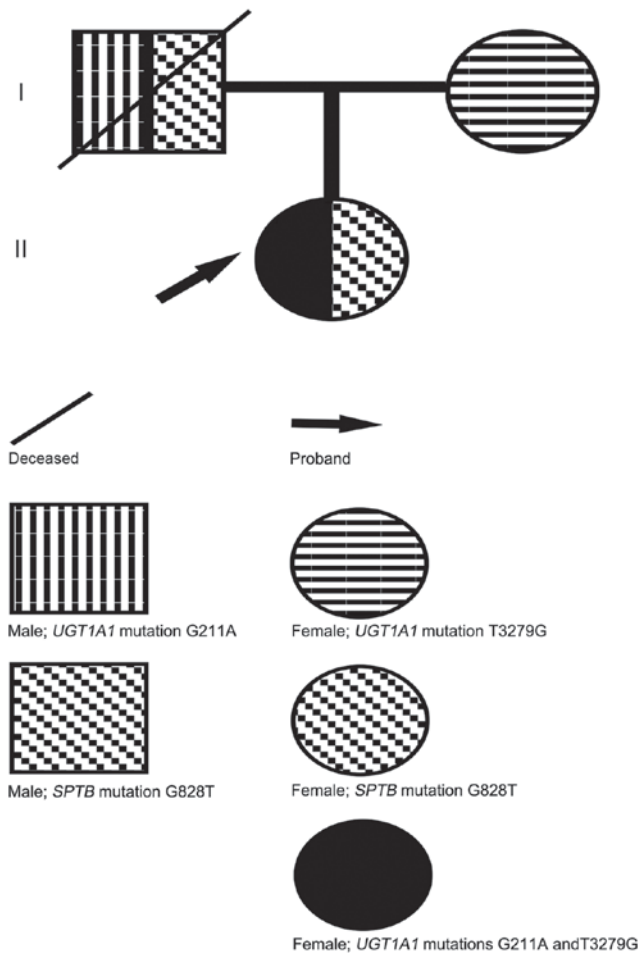 I
II
Deceased
Proband
Male; UGT1A1 mutation G211A
Female; UGT1A1 mutation T3279G
Male; SPTB mutation G828T
Female; SPTB mutation G828T
Female; UGT1A1 mutations G211A andT3279G